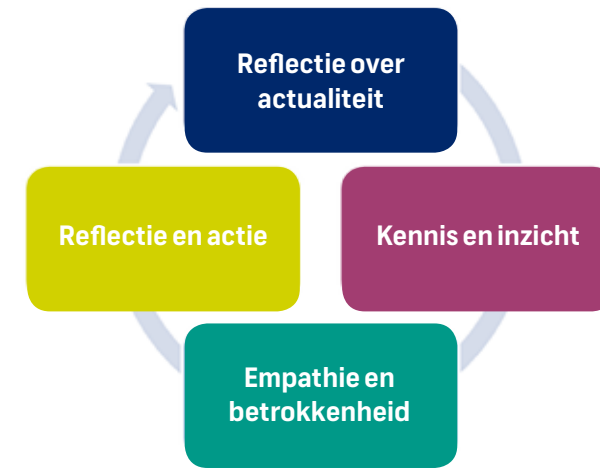 Reflectie over
actualiteit
Kennis en inzicht
Empathie en
betrokkenheid
Reflectie en actie